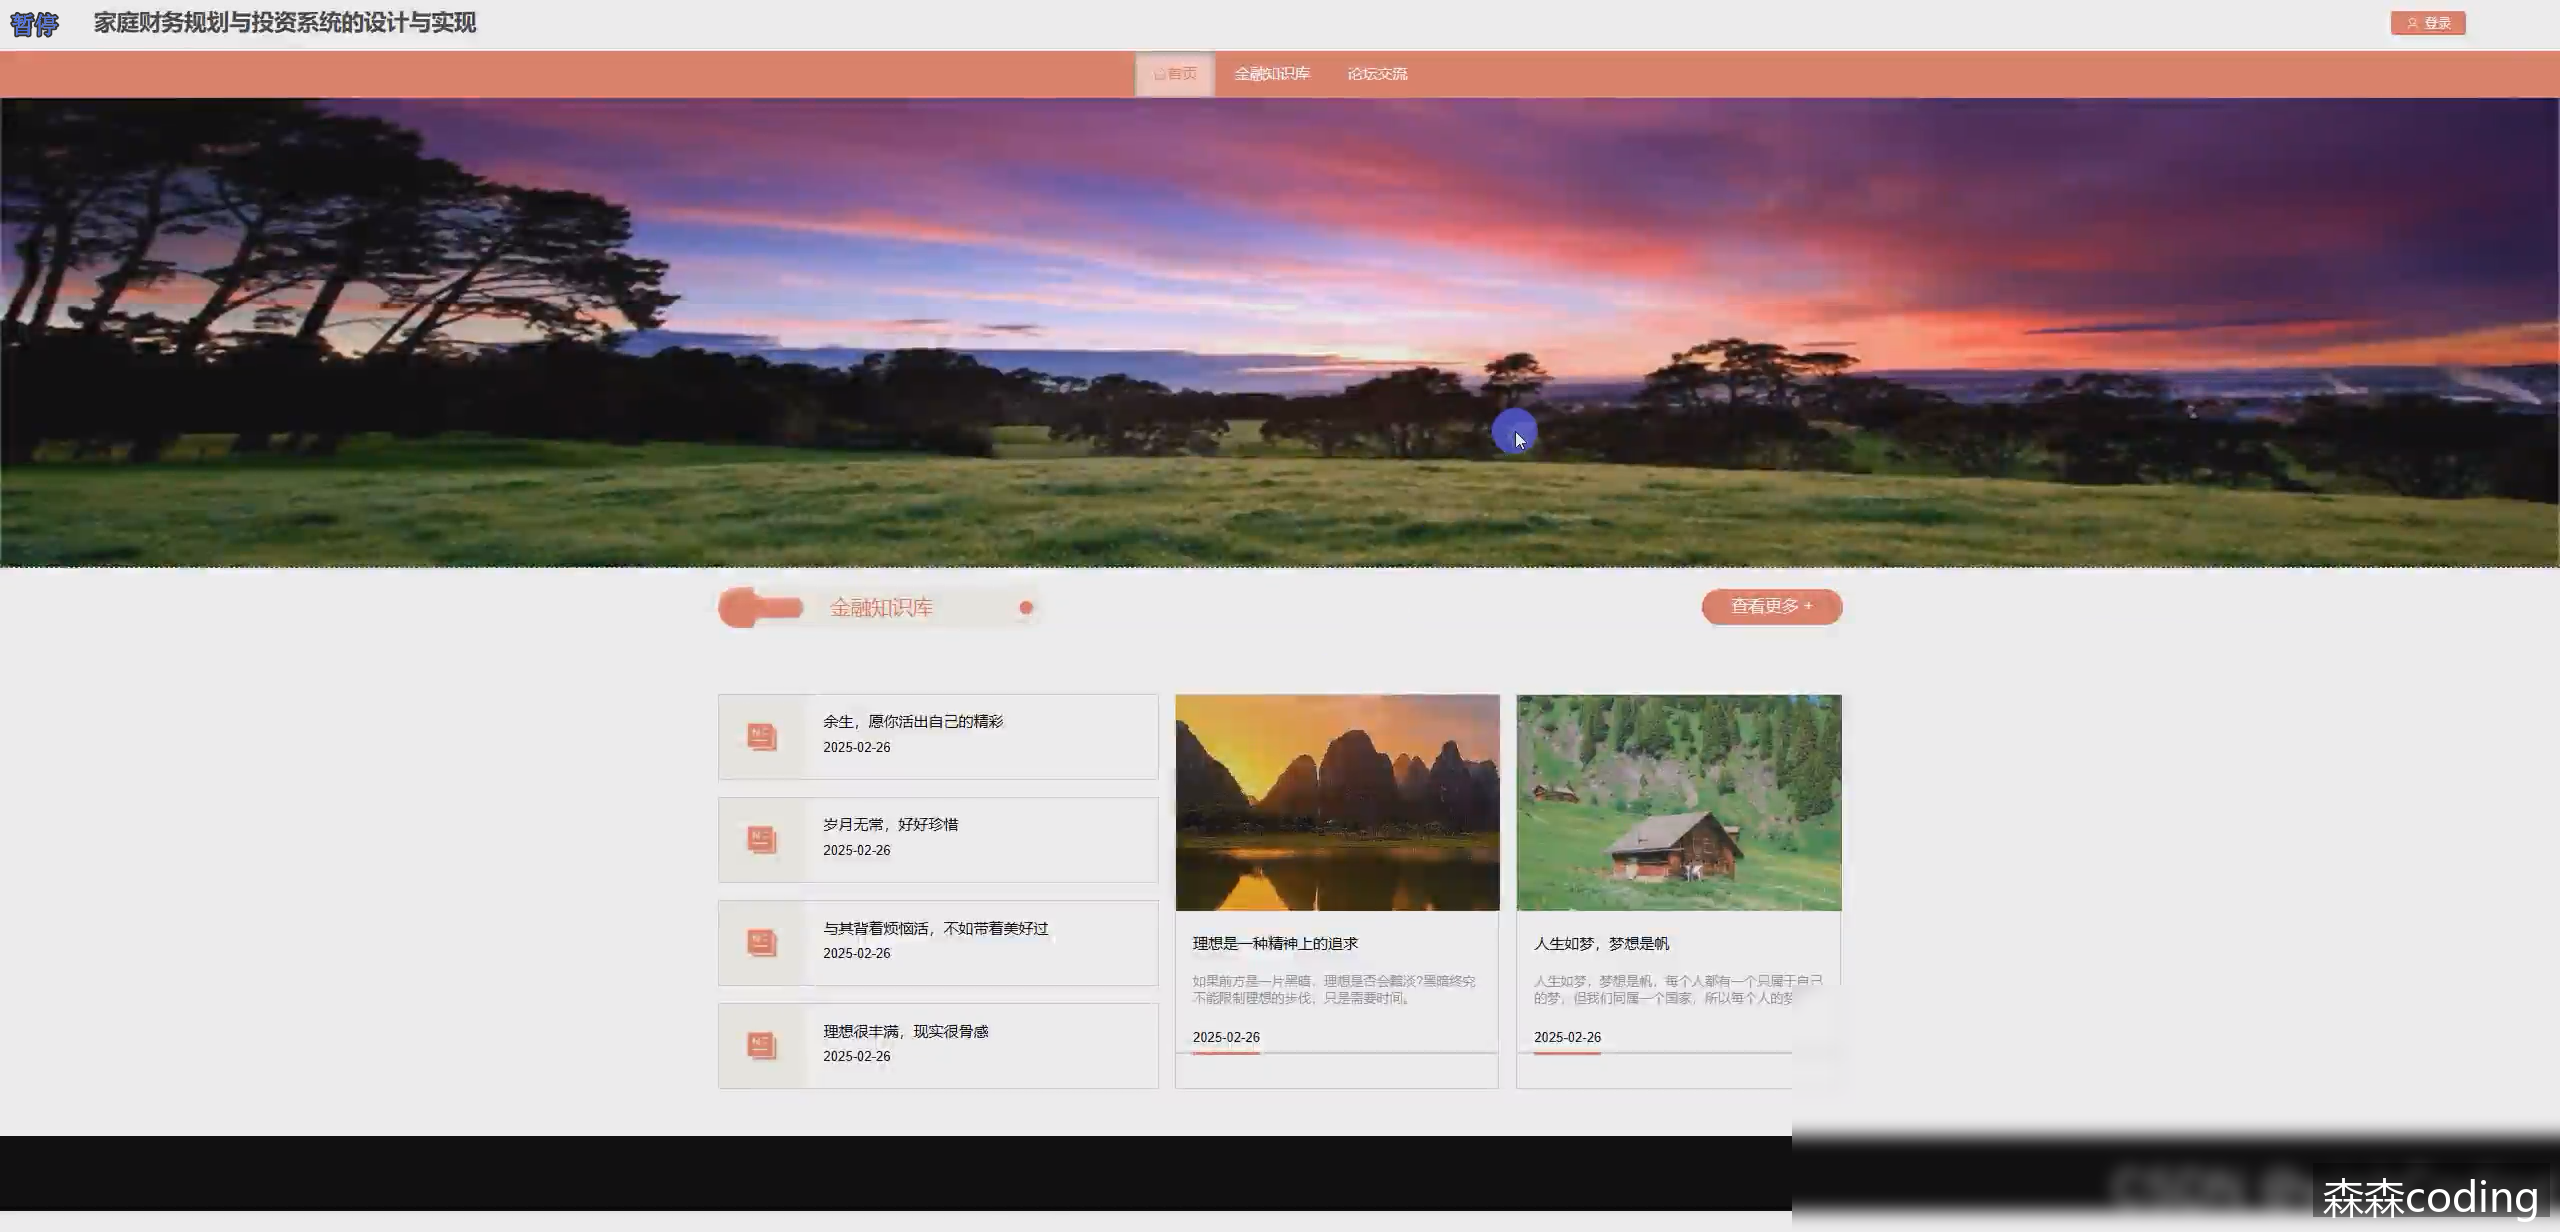 暂停
家庭财务规划与投资系统的设计与实现
登录
首页
金融知识库
论坛交流
金融知识库
查看更多 +
余生，愿你活出自己的精彩
2025-02-26
岁月无常，好好珍惜
2025-02-26
与其背着烦恼活，不如带着美好过
2025-02-26
理想很丰满，现实很骨感
2025-02-26
理想是一种精神上的追求
如果前方是一片黑暗，理想是否会黯淡?黑暗终究
不能限制理想的步伐，只是需要时间。
2025-02-26
人生如梦，梦想是帆
人生如梦，梦想是帆，每个人都有一个只属于自己
的梦，但我们同属一个国家，所以每个人的梦
2025-02-26
森森coding